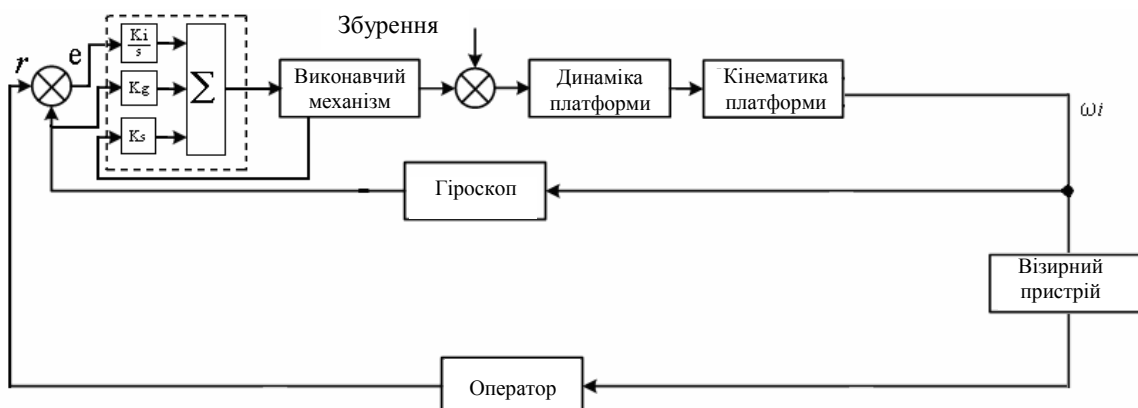 Збурення
r
e
Ki
s
Kg
Ks
Σ
Виконавчий
механізм
Динаміка
платформи
Кінематика
платформи
ωi
Гіроскоп
Візирний
пристрій
Оператор